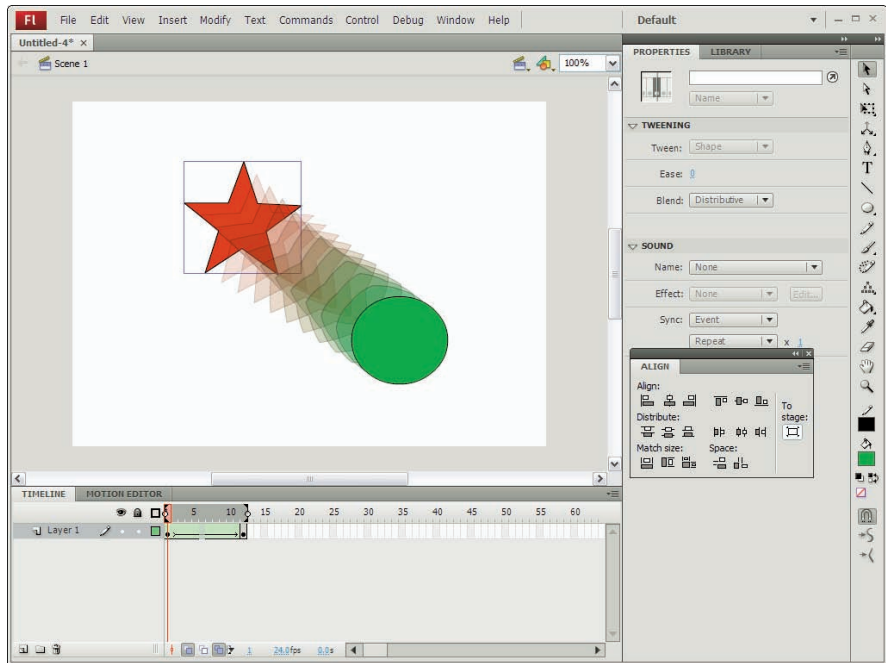 FL File Edit View Insert Modify Text Commands Control Debug Window Help Default
Untitled-4* ×
Scene 1 100%
PROPERTIES LIBRARY
Name
TWEENING
Tween: Shape
Ease: 0
Blend: Distributive
SOUND
Name: None
Effect: None Edit...
Sync: Event
Repeat x 1
ALIGN
Align:
To stage:
Distribute:
Match size: Space:
TIMELINE MOTION EDITOR
5 10 15 20 25 30 35 40 45 50 55 60
Layer 1
1 24.0fps 0.0s